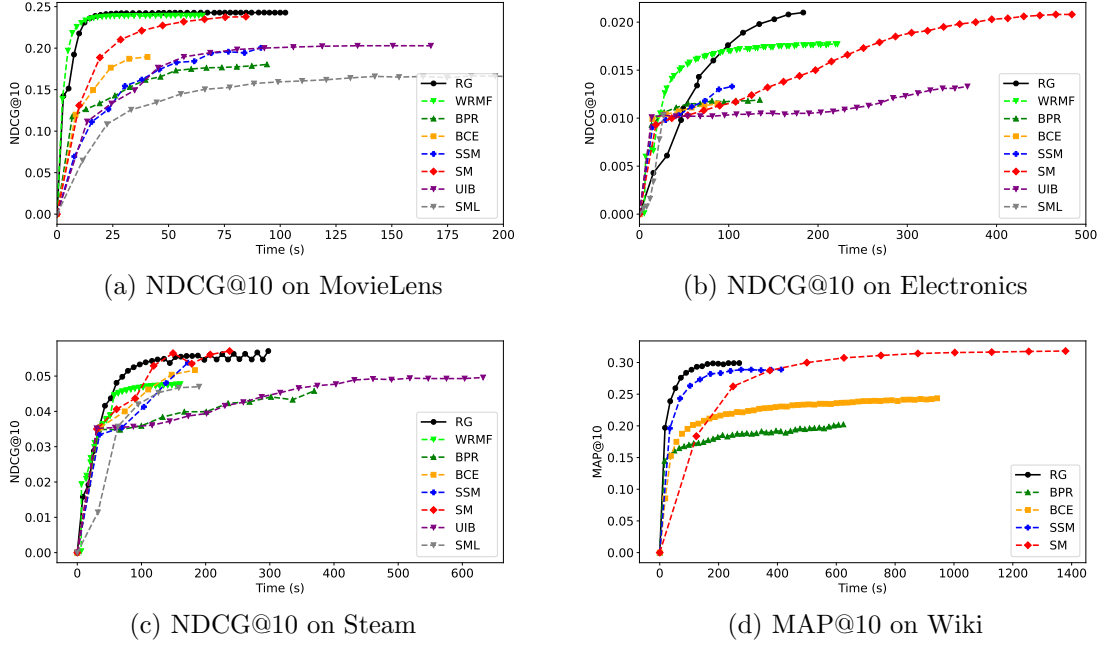 0.25
0.20
0.15
0.10
0.05
0.00
NDCG@10
0 25 50 75 100 125 150 175 200
Time (s)
RG
WRMF
BPR
BCE
SSM
SM
UIB
SML
(a) NDCG@10 on MovieLens
0.020
0.015
0.010
0.005
0.000
NDCG@10
0 100 200 300 400 500
Time (s)
RG
WRMF
BPR
BCE
SSM
SM
UIB
SML
(b) NDCG@10 on Electronics
0.05
0.04
0.03
0.02
0.01
0.00
NDCG@10
0 100 200 300 400 500 600
Time (s)
RG
WRMF
BPR
BCE
SSM
SM
UIB
SML
(c) NDCG@10 on Steam
0.30
0.25
0.20
0.15
0.10
0.05
0.00
MAP@10
0 200 400 600 800 1000 1200 1400
Time (s)
RG
BPR
BCE
SSM
SM
(d) MAP@10 on Wiki